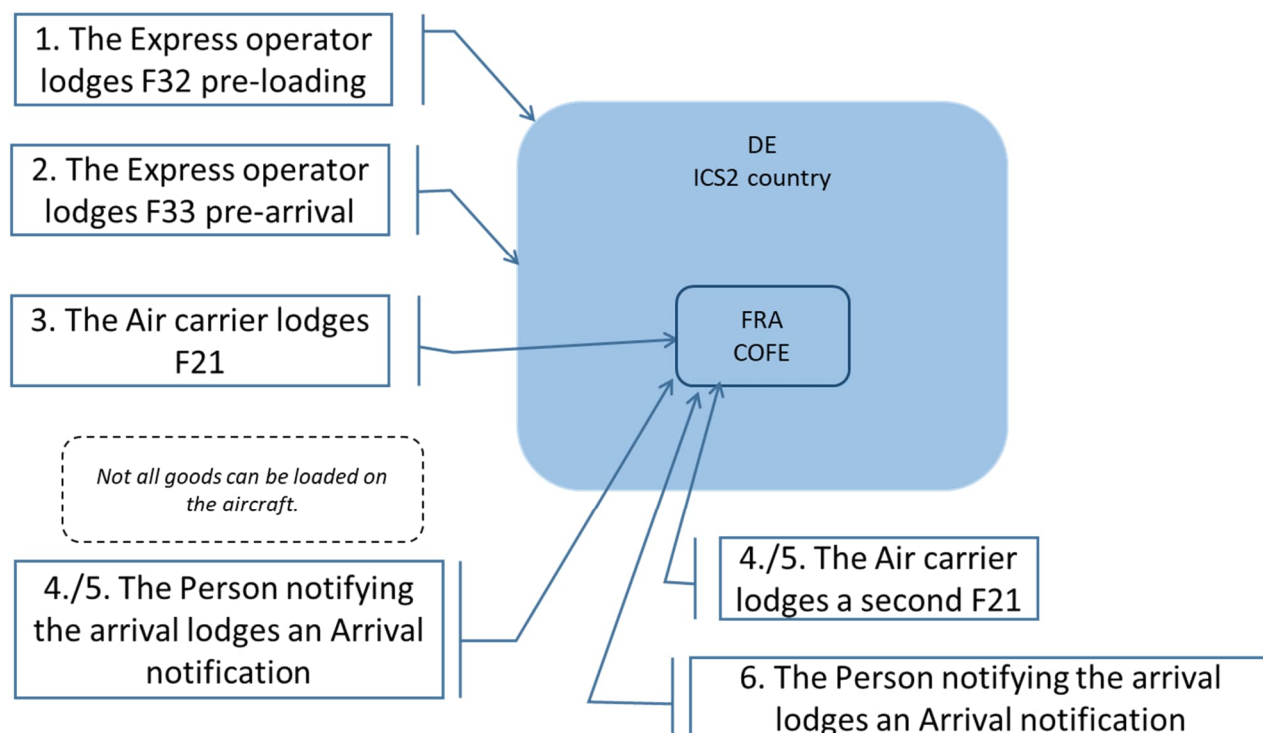 1. The Express operator
lodges F32 pre-loading
2. The Express operator
lodges F33 pre-arrival
3. The Air carrier lodges
F21
DE
ICS2 country
FRA
COFE
Not all goods can be loaded on
the aircraft.
4./5. The Person notifying
the arrival lodges an Arrival
notification
4./5. The Air carrier
lodges a second F21
6. The Person notifying the arrival
lodges an Arrival notification